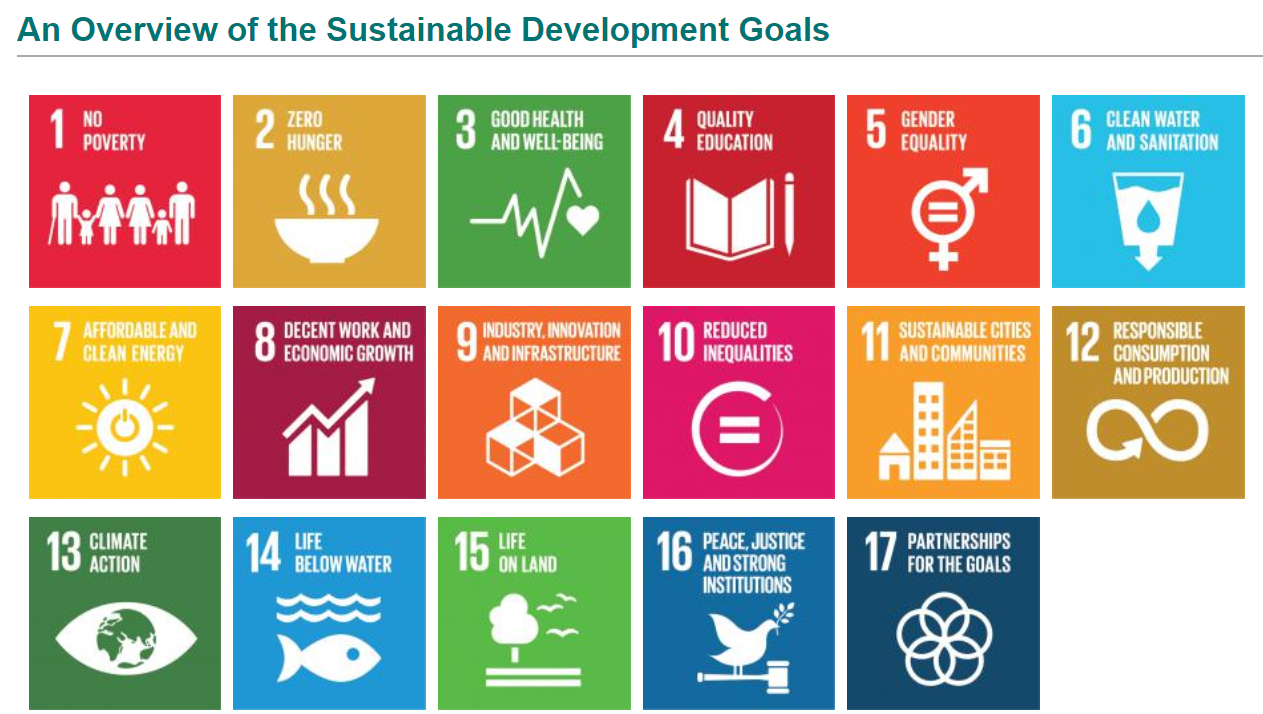 An Overview of the Sustainable Development Goals
1 NO
POVERTY
2 ZERO
HUNGER
3 GOOD HEALTH
AND WELL-BEING
4 QUALITY
EDUCATION
5 GENDER
EQUALITY
6 CLEAN WATER
AND SANITATION
7 AFFORDABLE AND
CLEAN ENERGY
8 DECENT WORK AND
ECONOMIC GROWTH
9 INDUSTRY, INNOVATION
AND INFRASTRUCTURE
10 REDUCED
INEQUALITIES
11 SUSTAINABLE CITIES
AND COMMUNITIES
12 RESPONSIBLE
CONSUMPTION
AND PRODUCTION
13 CLIMATE
ACTION
14 LIFE
BELOW WATER
15 LIFE
ON LAND
16 PEACE, JUSTICE
AND STRONG
INSTITUTIONS
17 PARTNERSHIPS
FOR THE GOALS